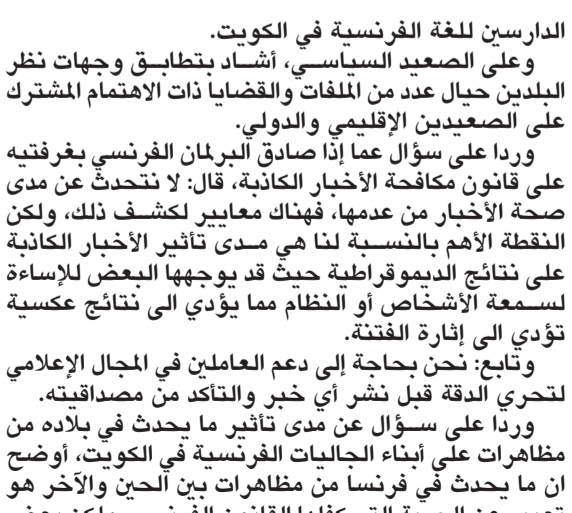 الدارسين للغة الفرنسية في الكويت.
وعلى الصعيد السياسي، أشاد بتطابق وجهات نظر
البلدين حيال عدد من الملفات والقضايا ذات الاهتمام المشترك
على الصعيدين الإقليمي والدولي.
وردا على سؤال عما إذا صادق البرلمان الفرنسي بغرفتيه
على قانون مكافحة الأخبار الكاذبة، قال: لا نتحدث عن مدى
صحة الأخبار من عدمها، فهناك معايير لكشف ذلك، ولكن
النقطة الأهم بالنسبة لنا هي مدى تأثير الأخبار الكاذبة
على نتائج الديموقراطية حيث قد يوجهها البعض للإساءة
لسمعة الأشخاص أو النظام مما يؤدي الى نتائج عكسية
تؤدي الى إثارة الفتنة.
وتابع: نحن بحاجة إلى دعم العاملين في المجال الإعلامي
لتحري الدقة قبل نشر أي خبر والتأكد من مصداقيته.
وردا على سؤال عن مدى تأثير ما يحدث في بلاده من
مظاهرات على أبناء الجاليات الفرنسية في الكويت، أوضح
ان ما يحدث في فرنسا من مظاهرات بين الحين والآخر هو